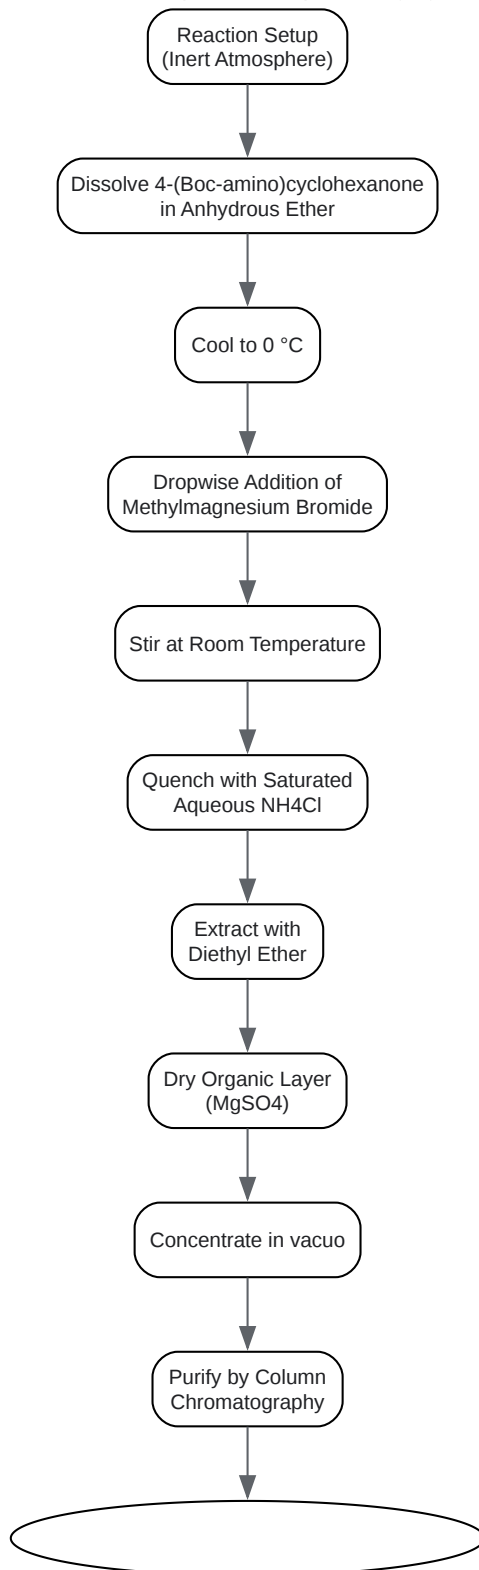 Reaction Setup
(Inert Atmosphere)
Dissolve 4-(Boc-amino)cyclohexanone
in Anhydrous Ether
Cool to 0 °C
Dropwise Addition of
Methylmagnesium Bromide
Stir at Room Temperature
Quench with Saturated
Aqueous NH4Cl
Extract with
Diethyl Ether
Dry Organic Layer
(MgSO4)
Concentrate in vacuo
Purify by Column
Chromatography